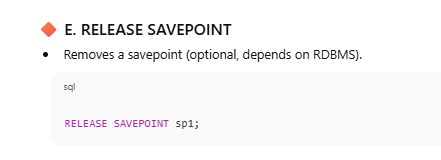 E. RELEASE SAVEPOINT
• Removes a savepoint (optional, depends on RDBMS).
sql
RELEASE SAVEPOINT sp1;